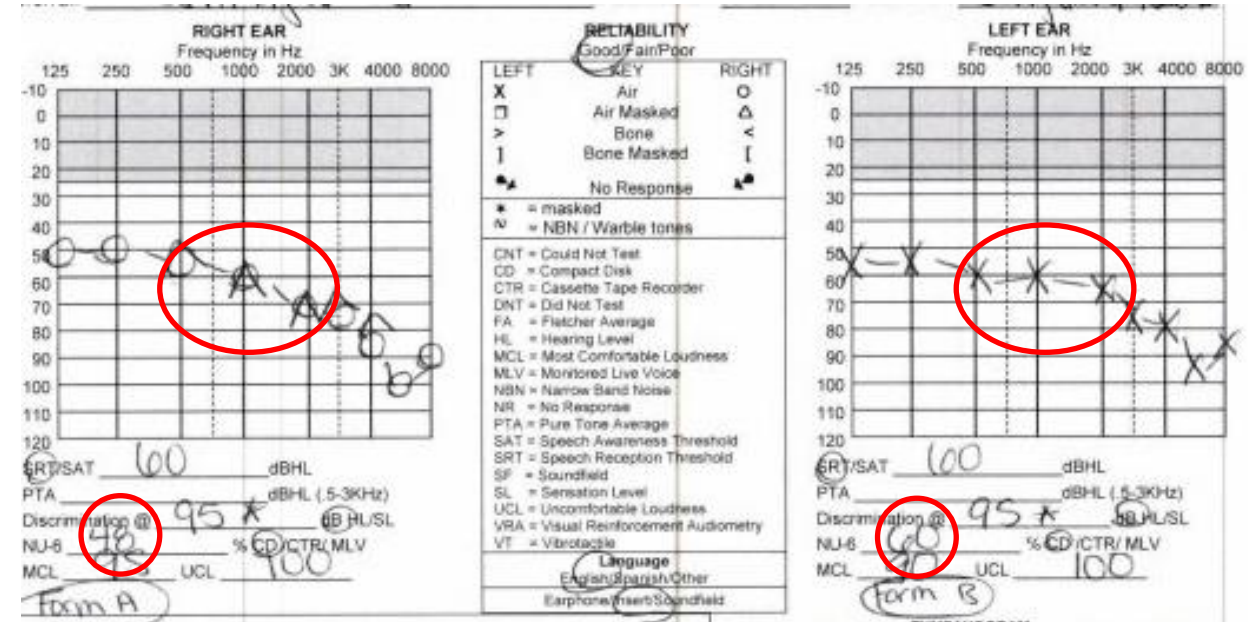 RIGHT EAR
Frequency in Hz
125 250 500 1000 2000 3K 4000 8000
-10
0
10
20
30
40
50
60
70
80
90
100
110
120
SRT/SAT 60 dBHL
PTA dBHL (.5-3KHz)
Discrimination @ 95 * dB HL/SL
NU-6 48 % CD/CTR/ MLV
MCL UCL 100
Form A
RELIABILITY
Good/Fair/Poor
LEFT KEY RIGHT
X Air O
Air Masked Δ
> Bone <
] Bone Masked [
No Response
* = masked
= NBN / Warble tones
CNT = Could Not Test
CD = Compact Disk
CTR = Cassette Tape Recorder
DNT = Did Not Test
FA = Fletcher Average
HL = Hearing Level
MCL = Most Comfortable Loudness
MLV = Monitored Live Voice
NBN = Narrow Band Noise
NR = No Response
PTA = Pure Tone Average
SAT = Speech Awareness Threshold
SRT = Speech Reception Threshold
SF = Soundfield
SL = Sensation Level
UCL = Uncomfortable Loudness
VRA = Visual Reinforcement Audiometry
VT = Vibrotactile
Language
English/Spanish/Other
Earphone/Insert/Soundfield
LEFT EAR
Frequency in Hz
125 250 500 1000 2000 3K 4000 8000
-10
0
10
20
30
40
50
60
70
80
90
100
110
120
SRT/SAT dBHL
PTA dBHL (.5-3KHz)
Discrimination @ 95 * dB HL/SL
NU-6 60 % CD/CTR/ MLV
MCL UCL 100
Form B